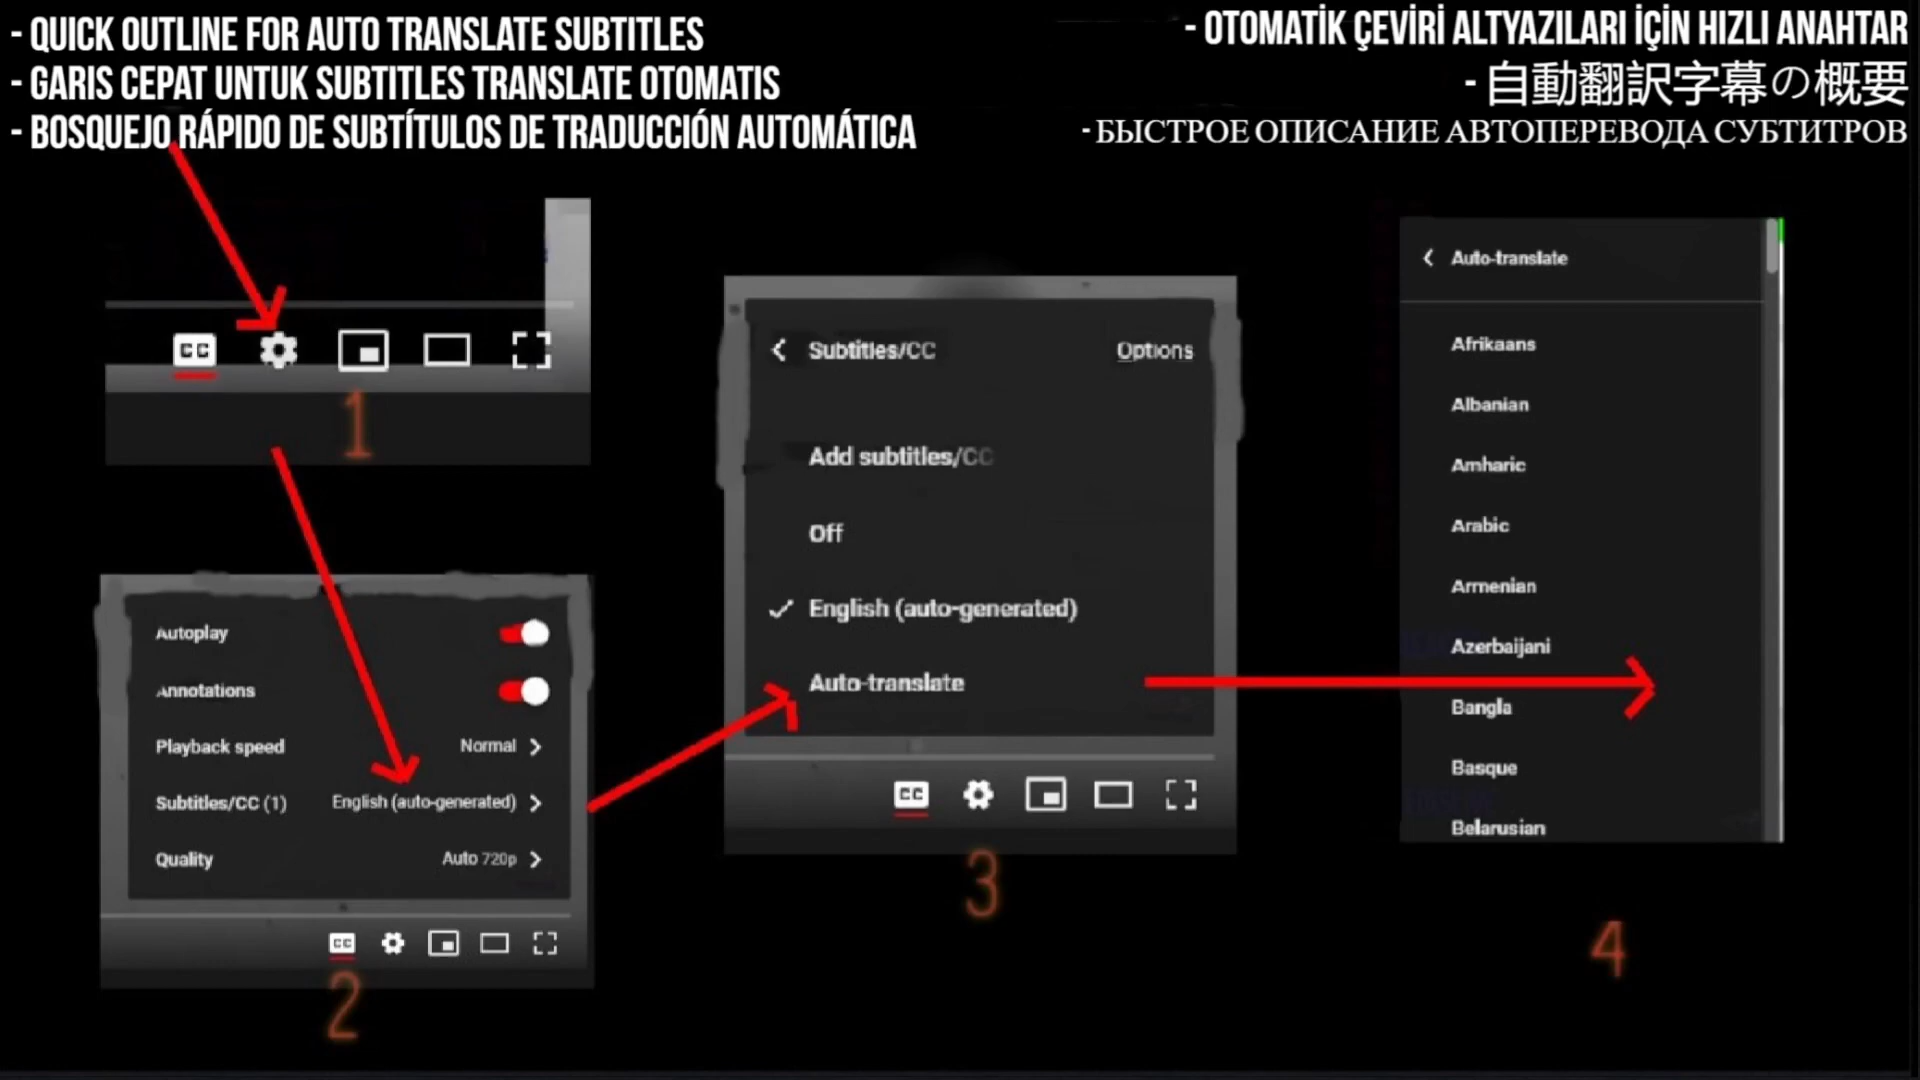 - QUICK OUTLINE FOR AUTO TRANSLATE SUBTITLES
- GARIS CEPAT UNTUK SUBTITLES TRANSLATE OTOMATIS
- BOSQUEJO RÁPIDO DE SUBTÍTULOS DE TRADUCCIÓN AUTOMÁTICA
- OTOMATİK ÇEVİRİ ALTYAZILARI İÇİN HIZLI ANAHTAR
- 自動翻訳字幕の概要
- БЫСТРОЕ ОПИСАНИЕ АВТОПЕРЕВОДА СУБТИТРОВ
CC
1
Autoplay
Annotations
Playback speed Normal
Subtitles/CC (1) English (auto-generated)
Quality Auto 720p
CC
2
Subtitles/CC Options
Add subtitles/CC
Off
English (auto-generated)
Auto-translate
CC
3
Auto-translate
Afrikaans
Albanian
Amharic
Arabic
Armenian
Azerbaijani
Bangla
Basque
Belarusian
4